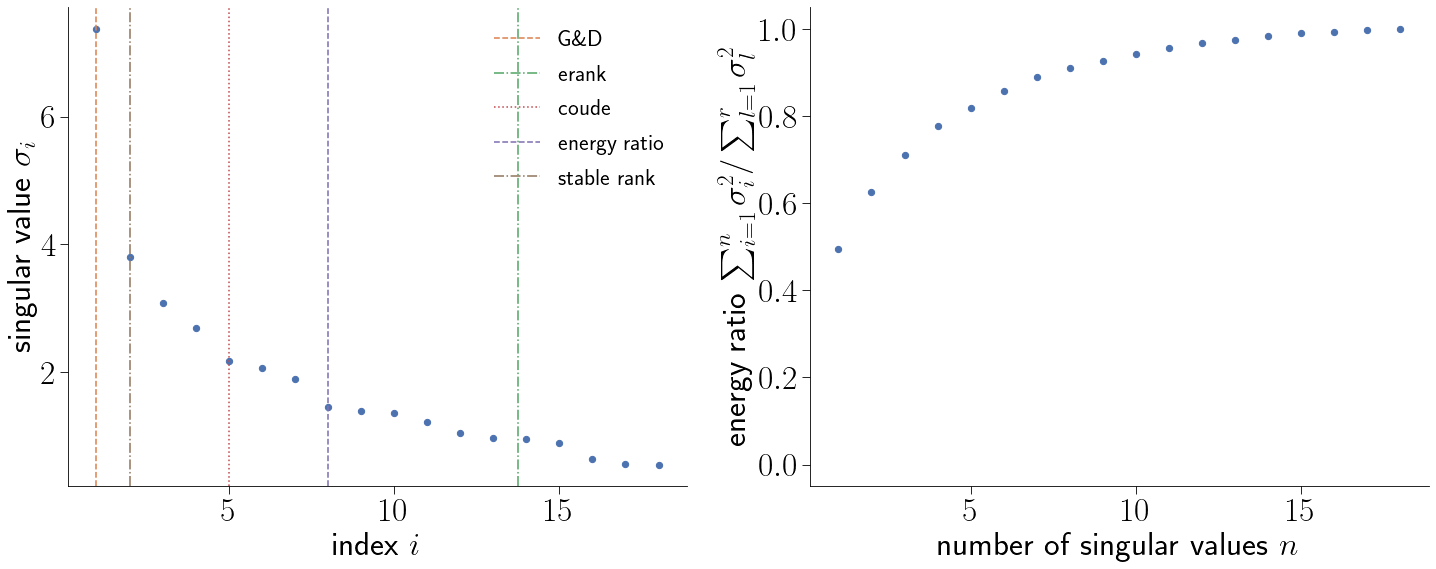 singular value σ_i
6
4
2
5
10
15
index i
G&D
erank
coude
energy ratio
stable rank
energy ratio ∑_{i=1}^{n} σ_i^2 / ∑_{l=1}^{r} σ_l^2
1.0
0.8
0.6
0.4
0.2
0.0
5
10
15
number of singular values n